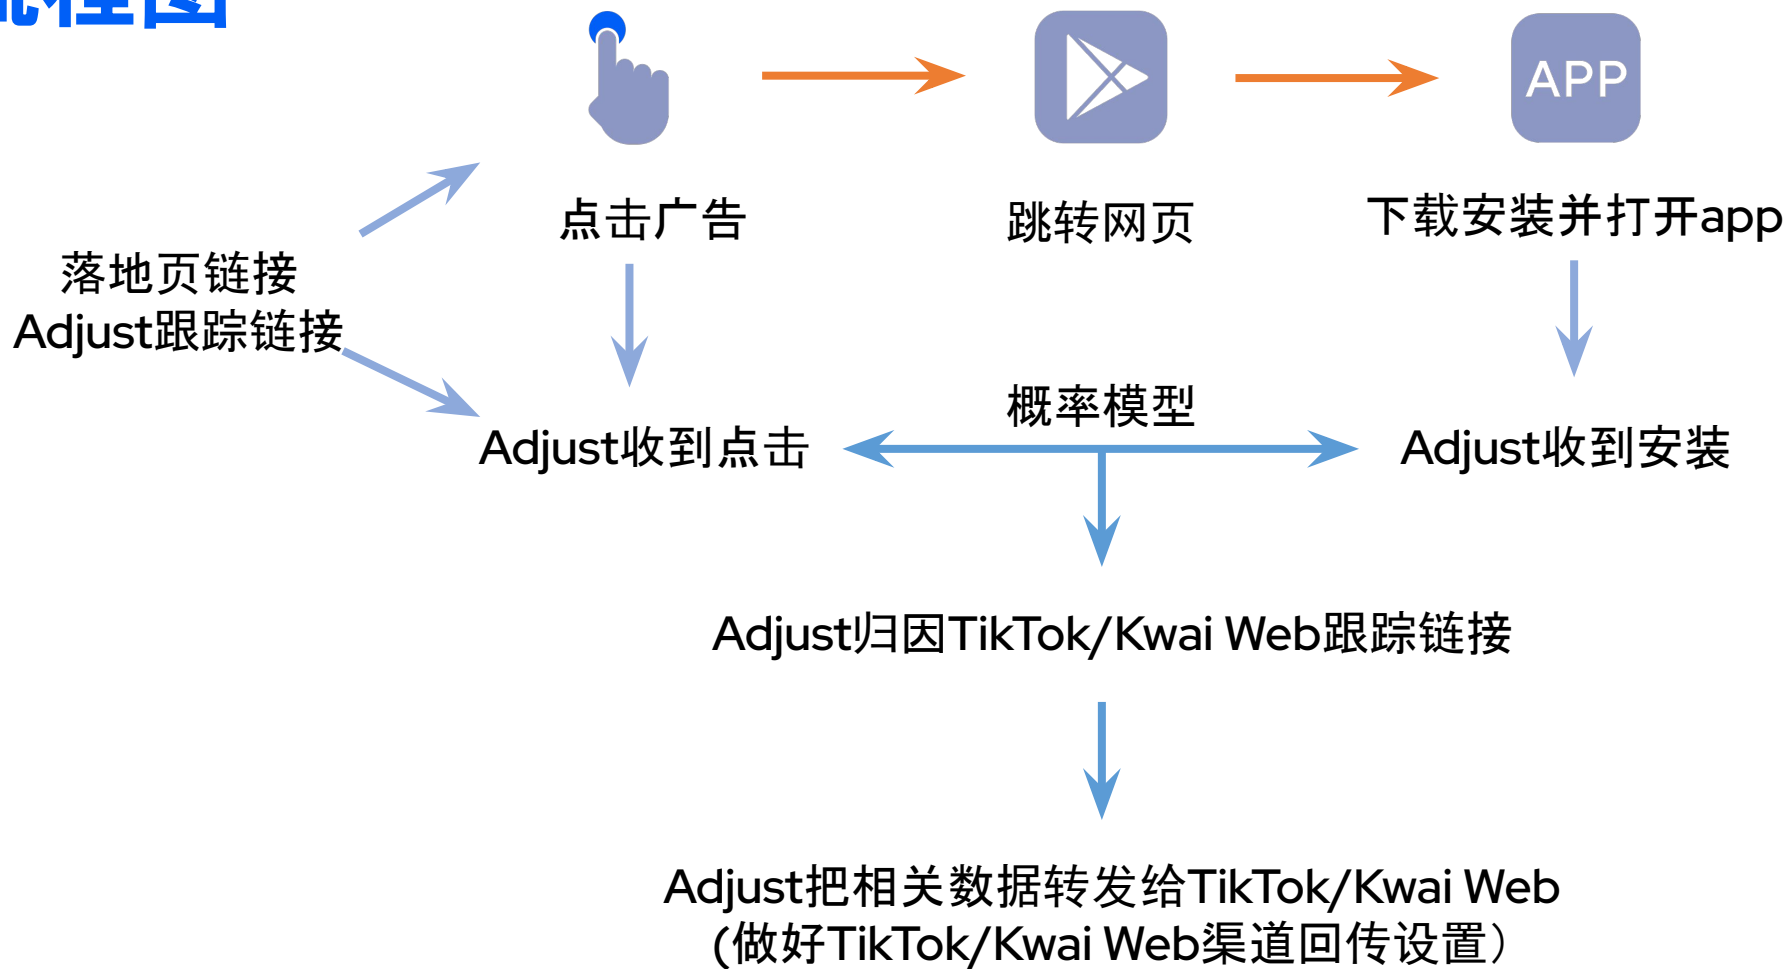 流程图
APP
点击广告
跳转网页
下载安装并打开app
落地页链接
Adjust跟踪链接
概率模型
Adjust收到点击
Adjust收到安装
Adjust归因TikTok/Kwai Web跟踪链接
Adjust把相关数据转发给TikTok/Kwai Web
(做好TikTok/Kwai Web渠道回传设置）